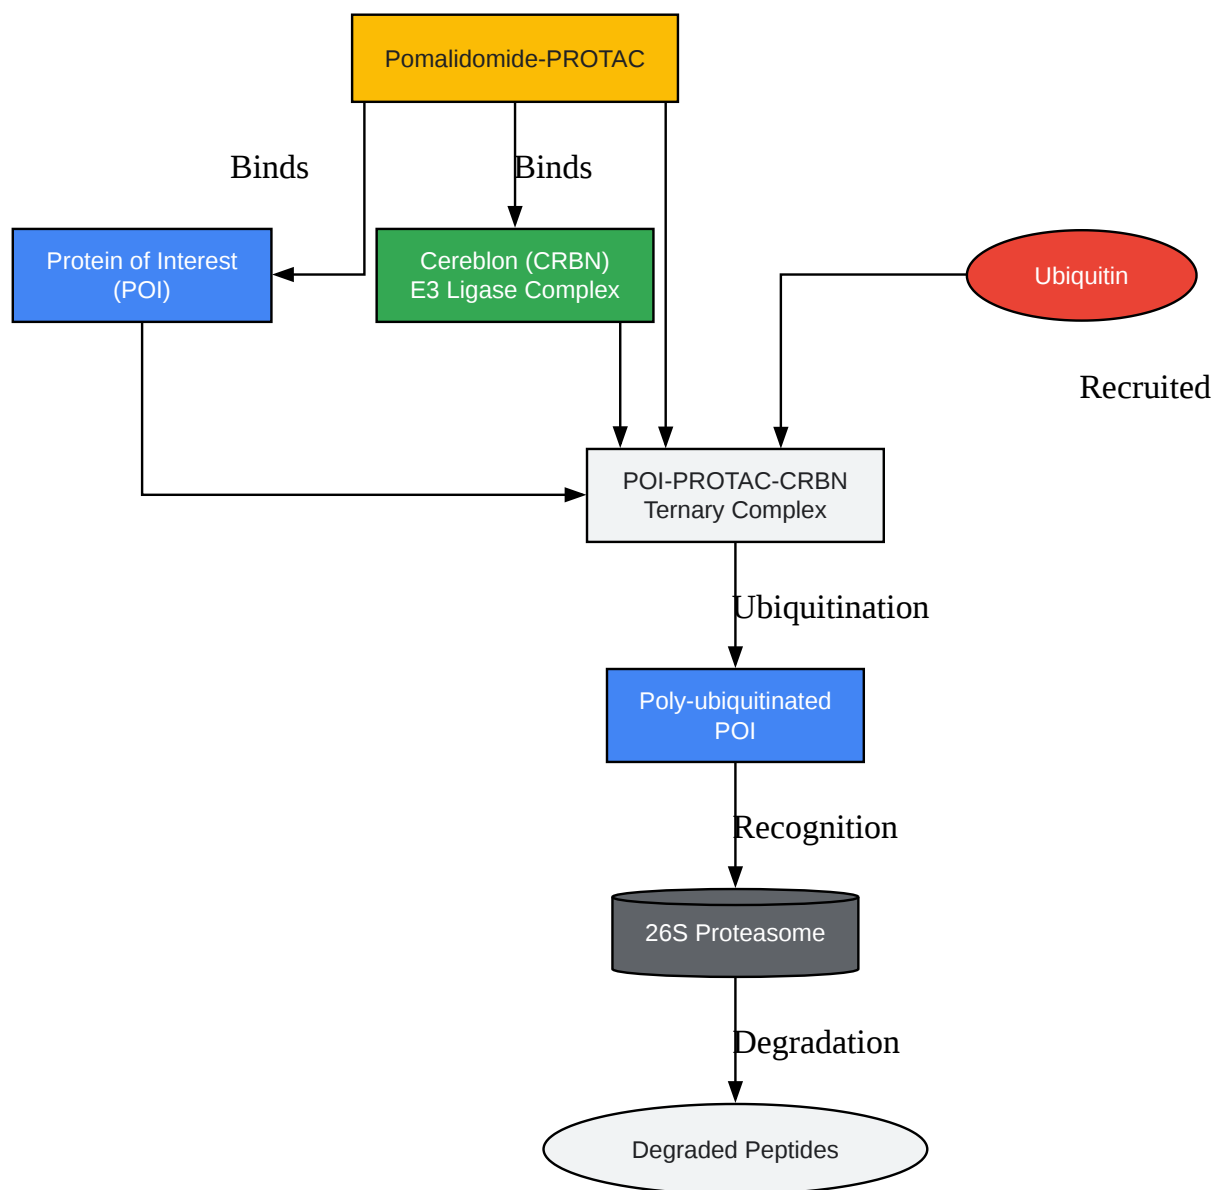 Pomalidomide-PROTAC
Binds
Binds
Protein of Interest
(POI)
Cereblon (CRBN)
E3 Ligase Complex
Ubiquitin
Recruited
POI-PROTAC-CRBN
Ternary Complex
Ubiquitination
Poly-ubiquitinated
POI
Recognition
26S Proteasome
Degradation
Degraded Peptides